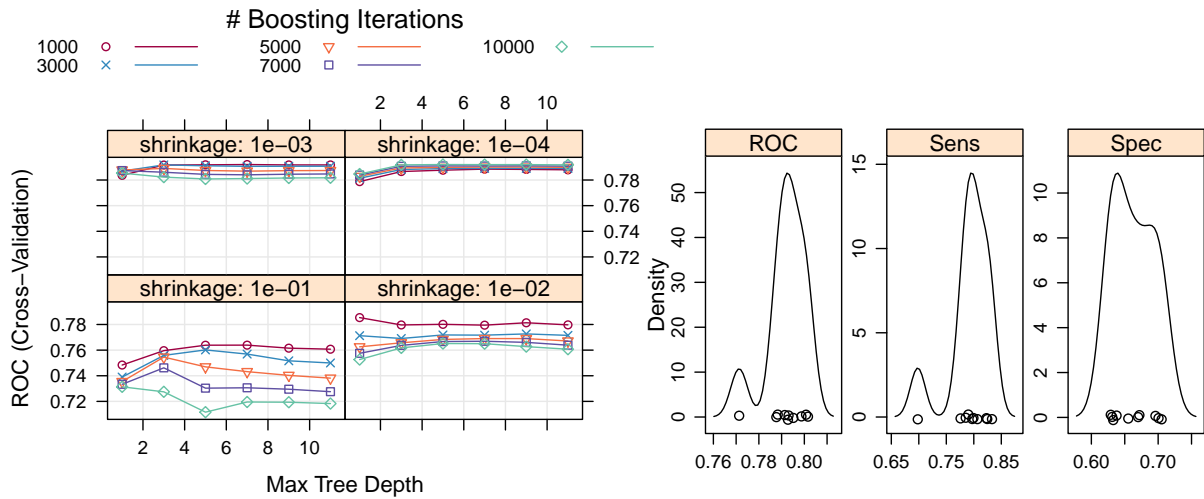 # Boosting Iterations
1000 5000 10000
3000 7000
2 4 6 8 10
shrinkage: 1e−03 shrinkage: 1e−04
0.78
0.76
0.74
0.72
shrinkage: 1e−01 shrinkage: 1e−02
0.78
0.76
0.74
0.72
2 4 6 8 10
ROC (Cross−Validation)
Max Tree Depth
ROC Sens Spec
Density
50
40
30
20
10
0
0.76 0.78 0.80
15
10
5
0
0.65 0.75 0.85
10
8
6
4
2
0
0.60 0.70